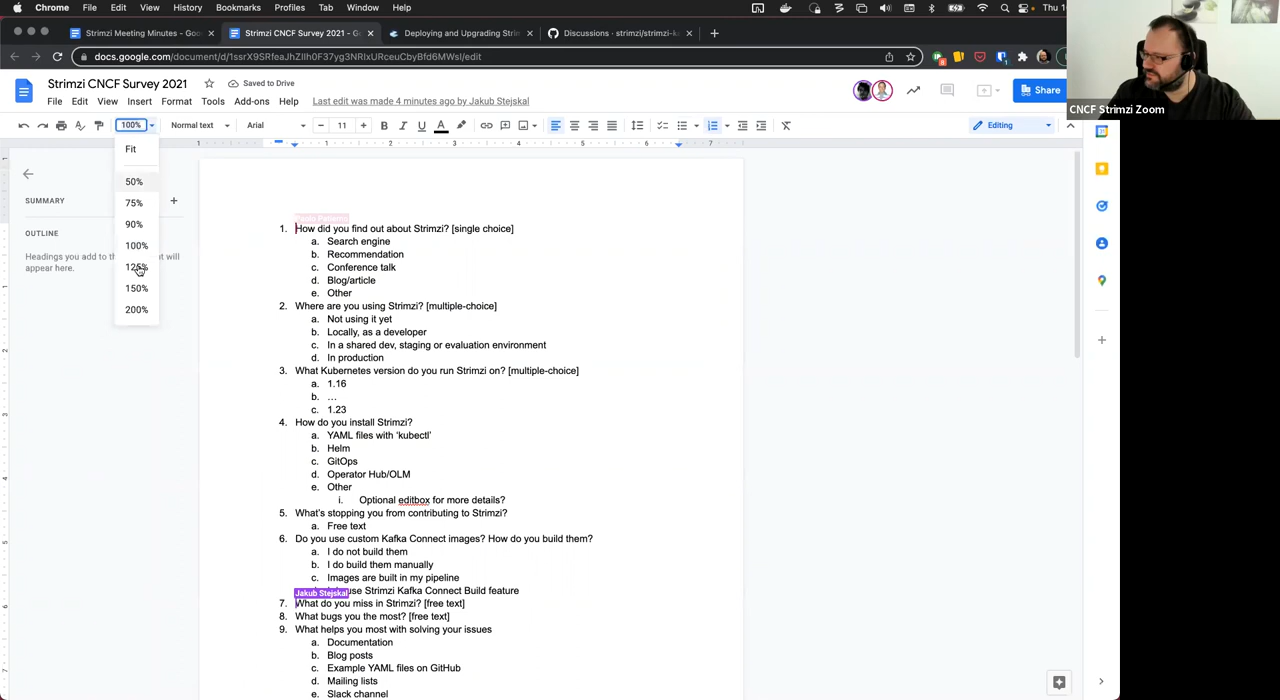 Chrome File Edit View History Bookmarks Profiles Tab Window Help Thu
Strimzi Meeting Minutes - Goo
Strimzi CNCF Survey 2021 - G
Deploying and Upgrading Strim
Discussions · strimzi/strimzi-k
docs.google.com/document/d/1ssrX9SRfeaJhZIlh0F37yg3NRlxURceuCbyBfd6MWsI/edit
Strimzi CNCF Survey 2021
Saved to Drive
Share
File Edit View Insert Format Tools Add-ons Help Last edit was made 4 minutes ago by Jakub Stejskal
CNCF Strimzi Zoom
100% Normal text Arial 11 Editing
Fit
50%
75%
90%
100%
125%
150%
200%
SUMMARY
OUTLINE
Headings you add to the
nt will
appear here.
1. How did you find out about Strimzi? [single choice]
a. Search engine
b. Recommendation
c. Conference talk
d. Blog/article
e. Other
2. Where are you using Strimzi? [multiple-choice]
a. Not using it yet
b. Locally, as a developer
c. In a shared dev, staging or evaluation environment
d. In production
3. What Kubernetes version do you run Strimzi on? [multiple-choice]
a. 1.16
b. …
c. 1.23
4. How do you install Strimzi?
a. YAML files with ‘kubectl’
b. Helm
c. GitOps
d. Operator Hub/OLM
e. Other
i. Optional editbox for more details?
5. What’s stopping you from contributing to Strimzi?
a. Free text
6. Do you use custom Kafka Connect images? How do you build them?
a. I do not build them
b. I do build them manually
c. Images are built in my pipeline
use Strimzi Kafka Connect Build feature
Jakub Stejskal
7. What do you miss in Strimzi? [free text]
8. What bugs you the most? [free text]
9. What helps you most with solving your issues
a. Documentation
b. Blog posts
c. Example YAML files on GitHub
d. Mailing lists
e. Slack channel